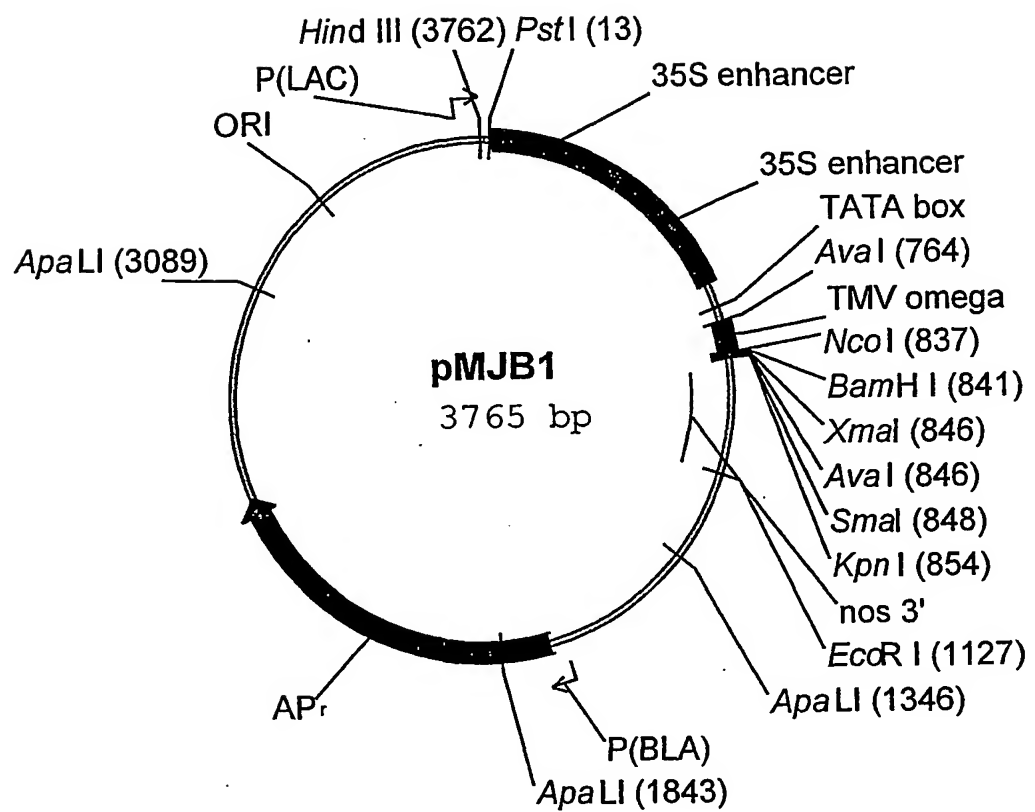 Hind III (3762) PstI (13)
P(LAC)
35S enhancer
ORI
35S enhancer
TATA box
AvaI (764)
ApaLI (3089)
TMV omega
NcoI (837)
pMJB1
BamH I (841)
3765 bp
XmaI (846)
AvaI (846)
SmaI (848)
KpnI (854)
nos 3'
EcoR I (1127)
APr
ApaLI (1346)
P(BLA)
ApaLI (1843)